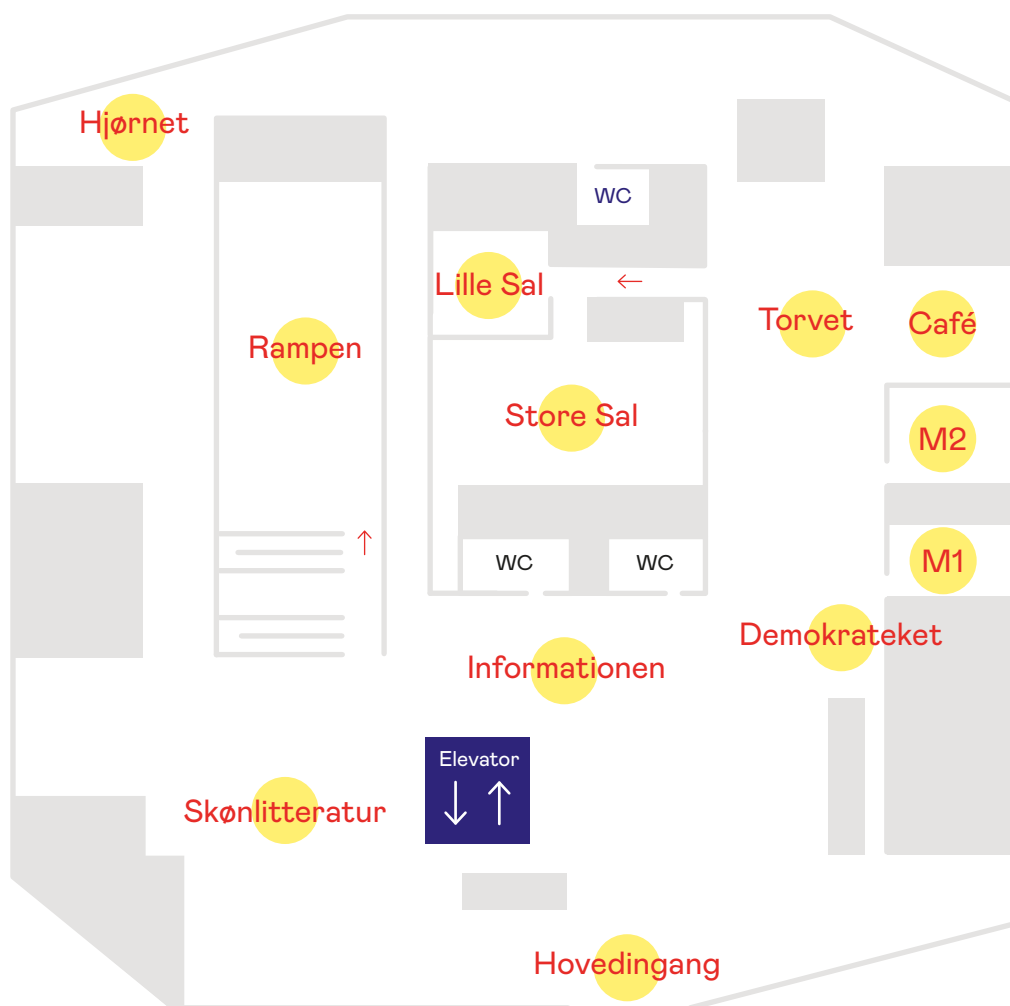 Hjørnet
WC
Lille Sal
←
Torvet
Café
Rampen
Store Sal
M2
↑
WC
WC
M1
Demokrateket
Informationen
Elevator
↓ ↑
Skønlitteratur
Hovedingang